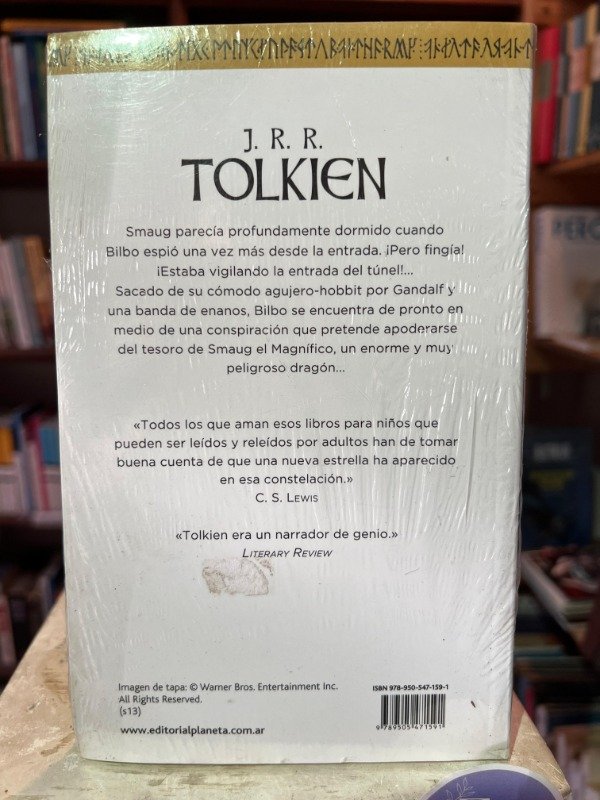 J. R. R.
TOLKIEN
Smaug parecía profundamente dormido cuando
Bilbo espió una vez más desde la entrada. ¡Pero fingía!
¡Estaba vigilando la entrada del túnel!...
Sacado de su cómodo agujero-hobbit por Gandalf y
una banda de enanos, Bilbo se encuentra de pronto en
medio de una conspiración que pretende apoderarse
del tesoro de Smaug el Magnífico, un enorme y muy
peligroso dragón...
«Todos los que aman esos libros para niños que
pueden ser leídos y releídos por adultos han de tomar
buena cuenta de que una nueva estrella ha aparecido
en esa constelación.»
C. S. Lewis
«Tolkien era un narrador de genio.»
Literary Review
Imagen de tapa: © Warner Bros. Entertainment Inc.
All Rights Reserved.
(s13)
www.editorialplaneta.com.ar
ISBN 978-950-547-159-1
9789505471591